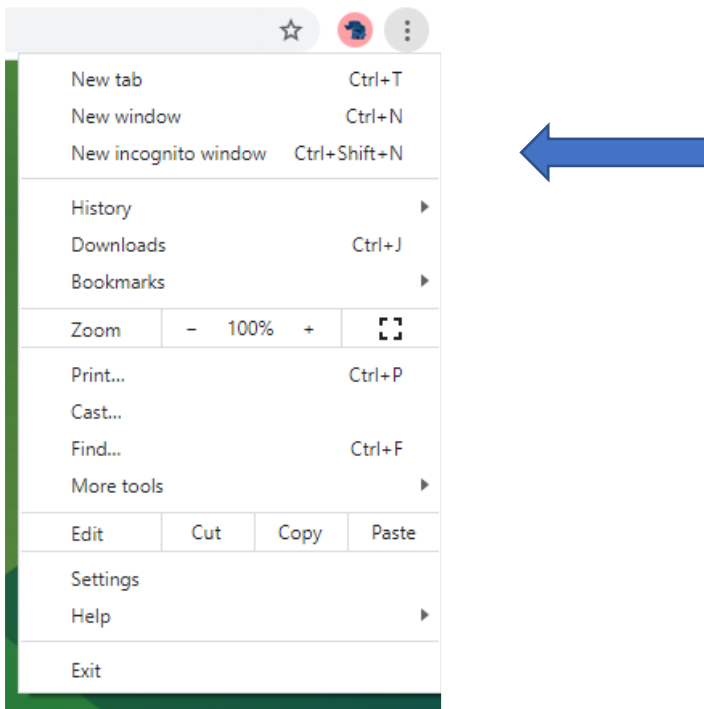 New tab Ctrl+T
New window Ctrl+N
New incognito window Ctrl+Shift+N
History
Downloads Ctrl+J
Bookmarks
Zoom - 100% +
Print... Ctrl+P
Cast...
Find... Ctrl+F
More tools
Edit Cut Copy Paste
Settings
Help
Exit